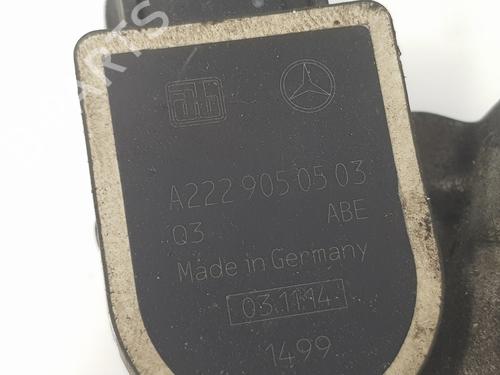 A222 905 05 03
Q3 ABE
Made in Germany
03.11.14
1499